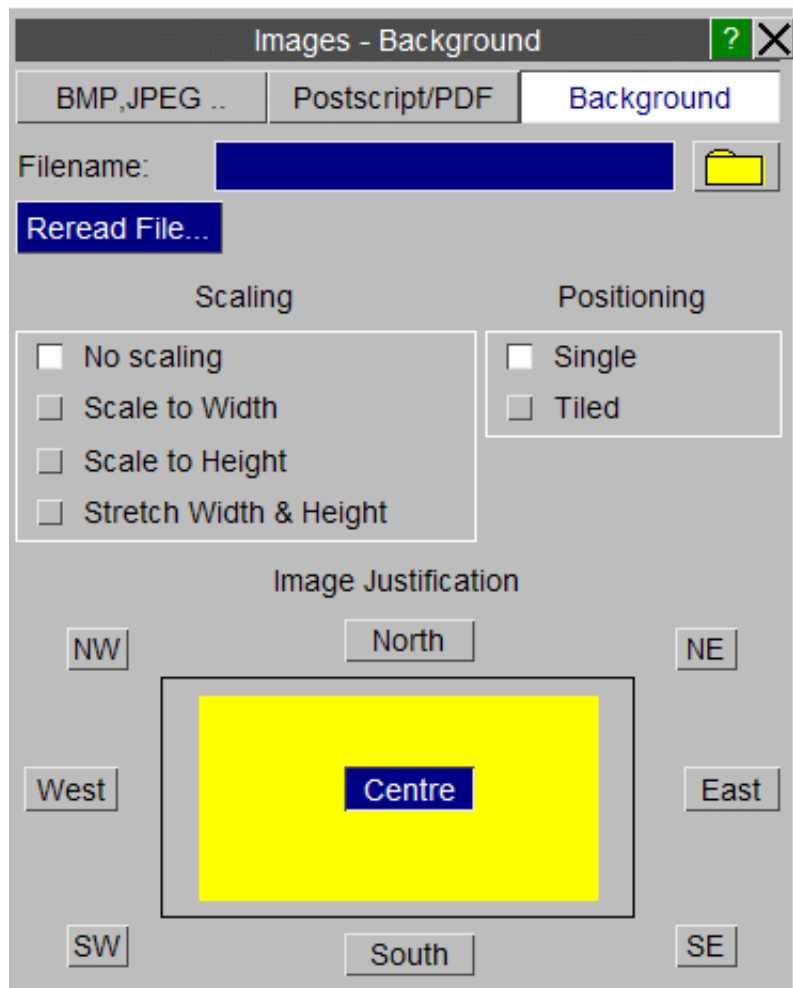 Images - Background ?
BMP,JPEG .. Postscript/PDF Background
Filename:
Reread File...
Scaling Positioning
No scaling Single
Scale to Width Tiled
Scale to Height
Stretch Width & Height
Image Justification
NW North NE
West Centre East
SW South SE